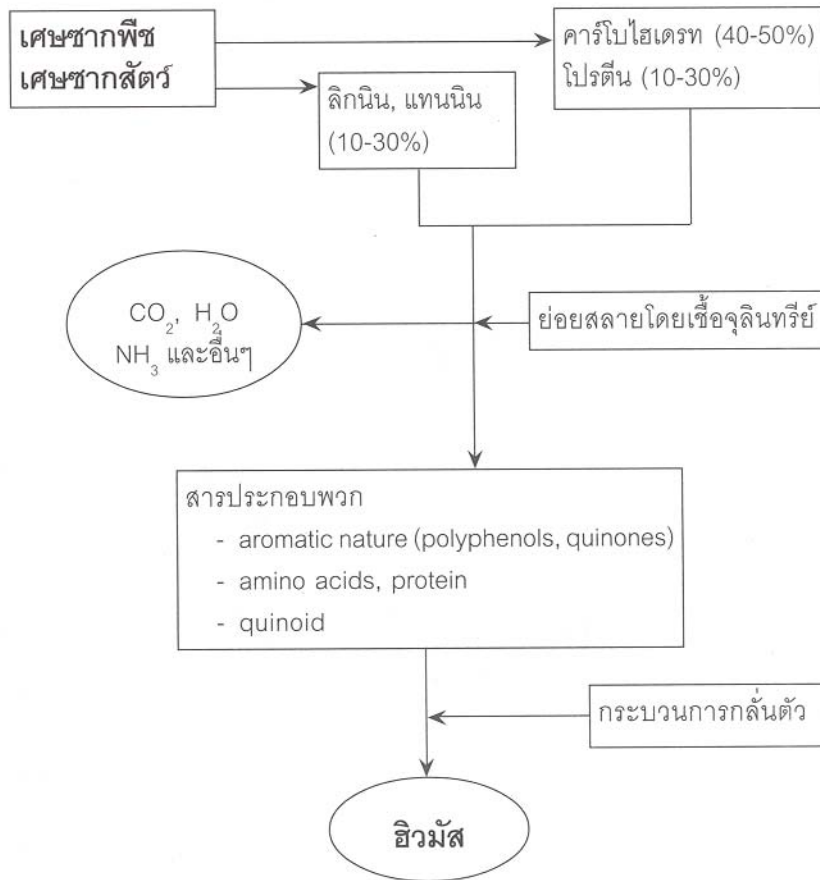 เศษซากพืช
เศษซากสัตว์
คาร์โบไฮเดรท (40-50%)
โปรตีน (10-30%)
ลิกนิน, แทนนิน
(10-30%)
CO₂, H₂O
NH₃ และอื่นๆ
ย่อยสลายโดยเชื้อจุลินทรีย์
สารประกอบพวก
- aromatic nature (polyphenols, quinones)
- amino acids, protein
- quinoid
กระบวนการกลั่นตัว
ฮิวมัส